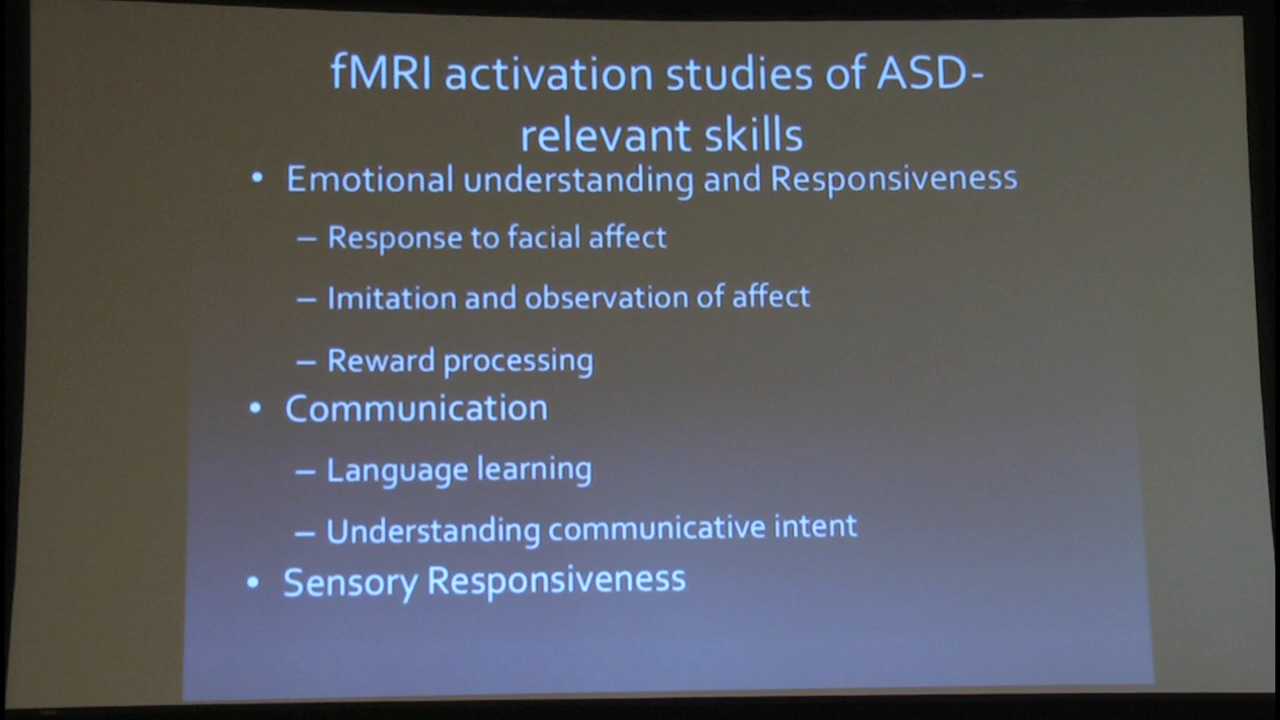 fMRI activation studies of ASD-
relevant skills
• Emotional understanding and Responsiveness
– Response to facial affect
– Imitation and observation of affect
– Reward processing
• Communication
– Language learning
– Understanding communicative intent
• Sensory Responsiveness